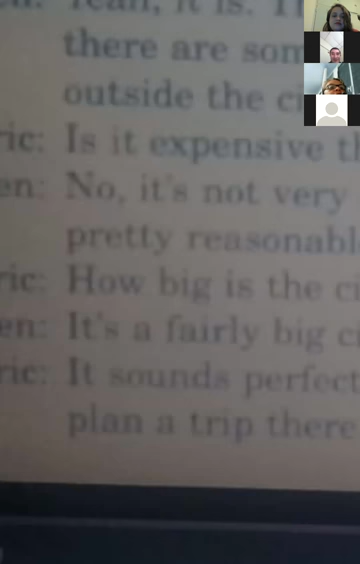 Yeah, it is. T
there are som
outside the c
ric: Is it expensive th
en: No, it's not very
pretty reasonabl
ric: How big is the ci
en: It's a fairly big ci
ric: It sounds perfect
plan a trip there